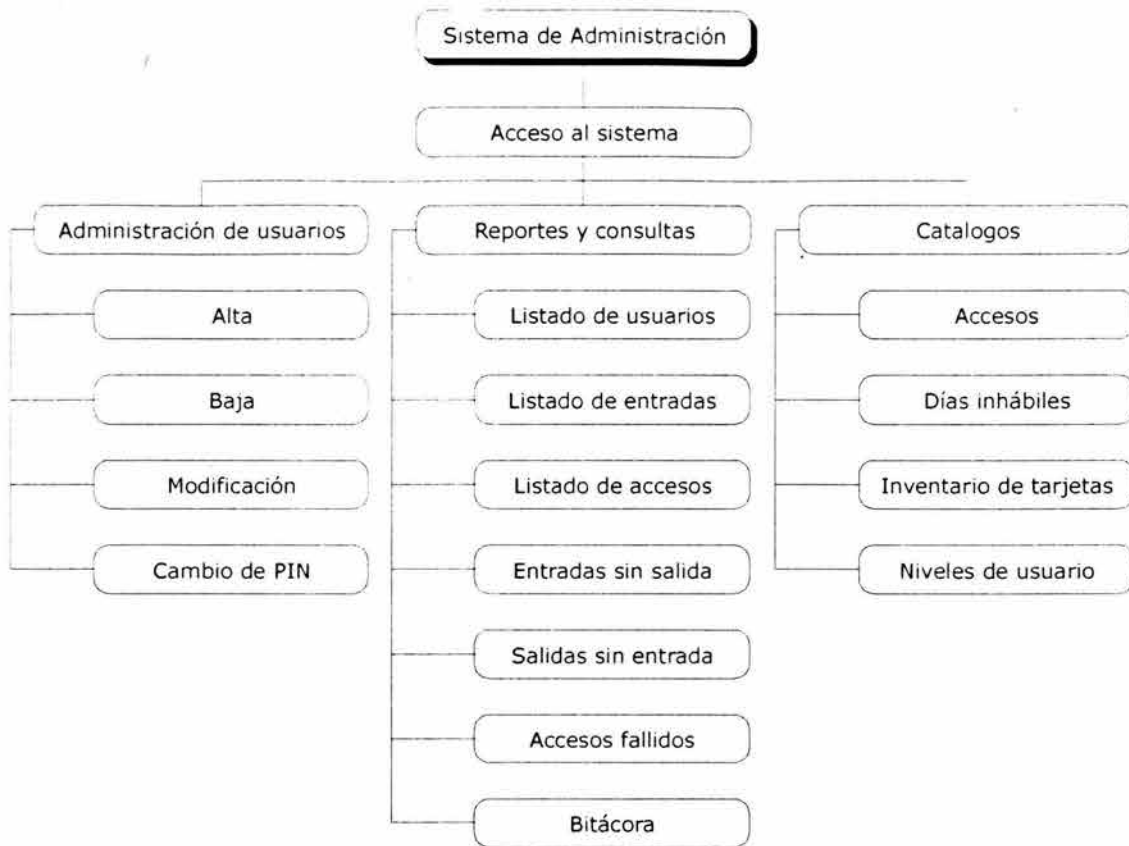 Sistema de Administración
Acceso al sistema
Administración de usuarios
Alta
Baja
Modificación
Cambio de PIN
Reportes y consultas
Listado de usuarios
Listado de entradas
Listado de accesos
Entradas sin salida
Salidas sin entrada
Accesos fallidos
Bitácora
Catalogos
Accesos
Días inhábiles
Inventario de tarjetas
Niveles de usuario